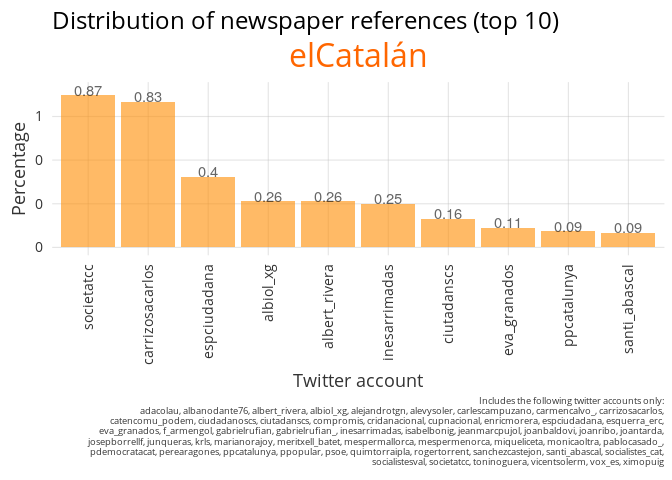 Distribution of newspaper references (top 10)
elCatalán
Percentage
1
0
0
0
0.87
0.83
0.4
0.26
0.26
0.25
0.16
0.11
0.09
0.09
societatcc
carrizosacarlos
espciudadana
albiol_xg
albert_rivera
inesarrimadas
ciutadanscs
eva_granados
ppcatalunya
santi_abascal
Twitter account
Includes the following twitter accounts only:
adacolau, albanodante76, albert_rivera, albiol_xg, alejandrotgn, alevysoler, carlescampuzano, carmencalvo_, carrizosacarlos,
catencomu_podem, ciudadanoscs, ciutadanscs, compromis, cridanacional, cupnacional, enricmorera, espciudadana, esquerra_erc,
eva_granados, f_armengol, gabrielrufian, gabrielrufian_, inesarrimadas, isabelbonig, jeanmarcpujol, joanbaldovi, joanribo, joantarda,
josepborrellf, junqueras, krls, marianorajoy, meritxell_batet, mespermallorca, mespermenorca, miqueliceta, monicaoltra, pablocasado_,
pdemocratacat, perearagones, ppcatalunya, ppopular, psoe, quimtorraipla, rogertorrent, sanchezcastejon, santi_abascal, socialistes_cat,
socialistesval, societatcc, toninoguera, vicentsolerm, vox_es, ximopuig